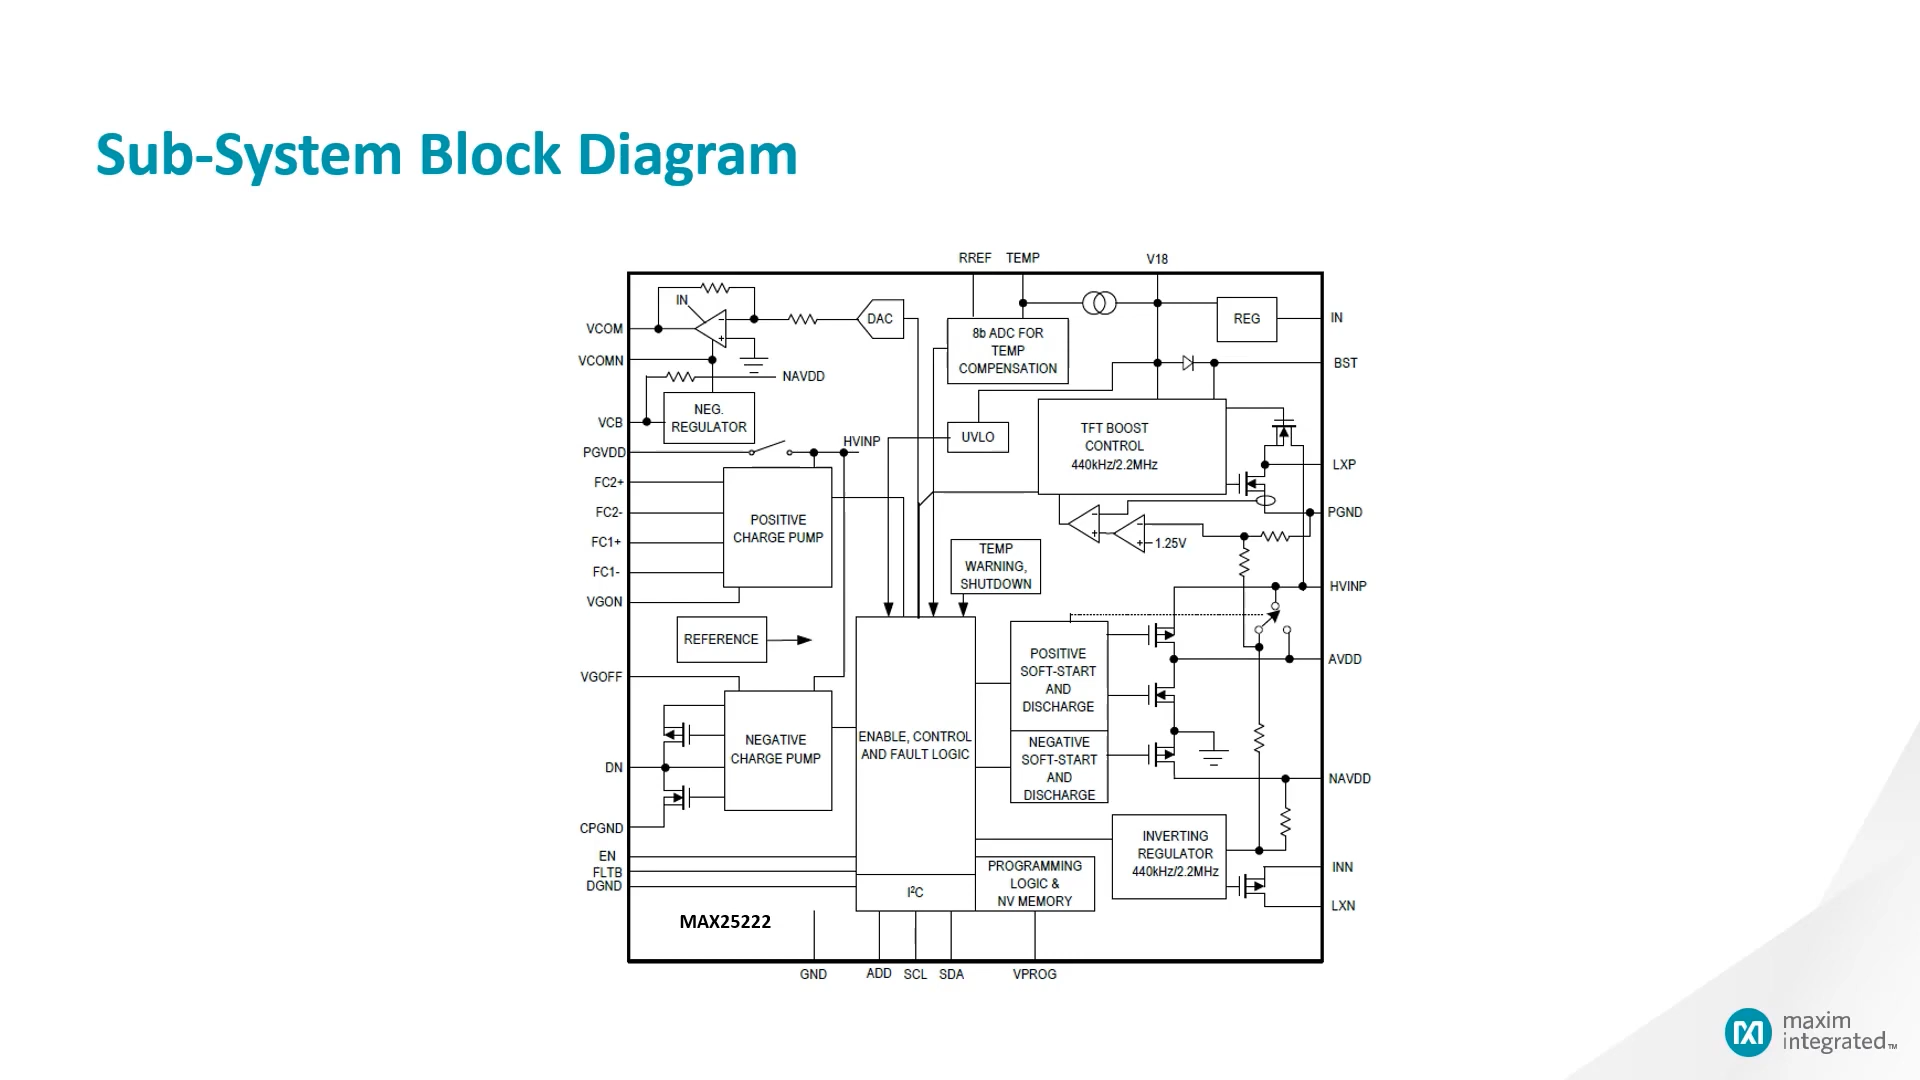 Sub-System Block Diagram
RREF TEMP V18
IN
DAC
8b ADC FOR
TEMP
COMPENSATION
REG
IN
VCOM
VCOMN
NAVDD
BST
NEG.
REGULATOR
VCB
UVLO
TFT BOOST
CONTROL
440kHz/2.2MHz
PGVDD
HVINP
LXP
FC2+
FC2-
FC1+
FC1-
VGON
POSITIVE
CHARGE PUMP
PGND
1.25V
TEMP
WARNING,
SHUTDOWN
HVINP
REFERENCE
POSITIVE
SOFT-START
AND
DISCHARGE
AVDD
VGOFF
NEGATIVE
CHARGE PUMP
ENABLE, CONTROL
AND FAULT LOGIC
NEGATIVE
SOFT-START
AND
DISCHARGE
DN
NAVDD
CPGND
INVERTING
REGULATOR
440kHz/2.2MHz
EN
FLTB
DGND
I²C
PROGRAMMING
LOGIC &
NV MEMORY
INN
LXN
MAX25222
GND ADD SCL SDA VPROG
maxim
integrated™